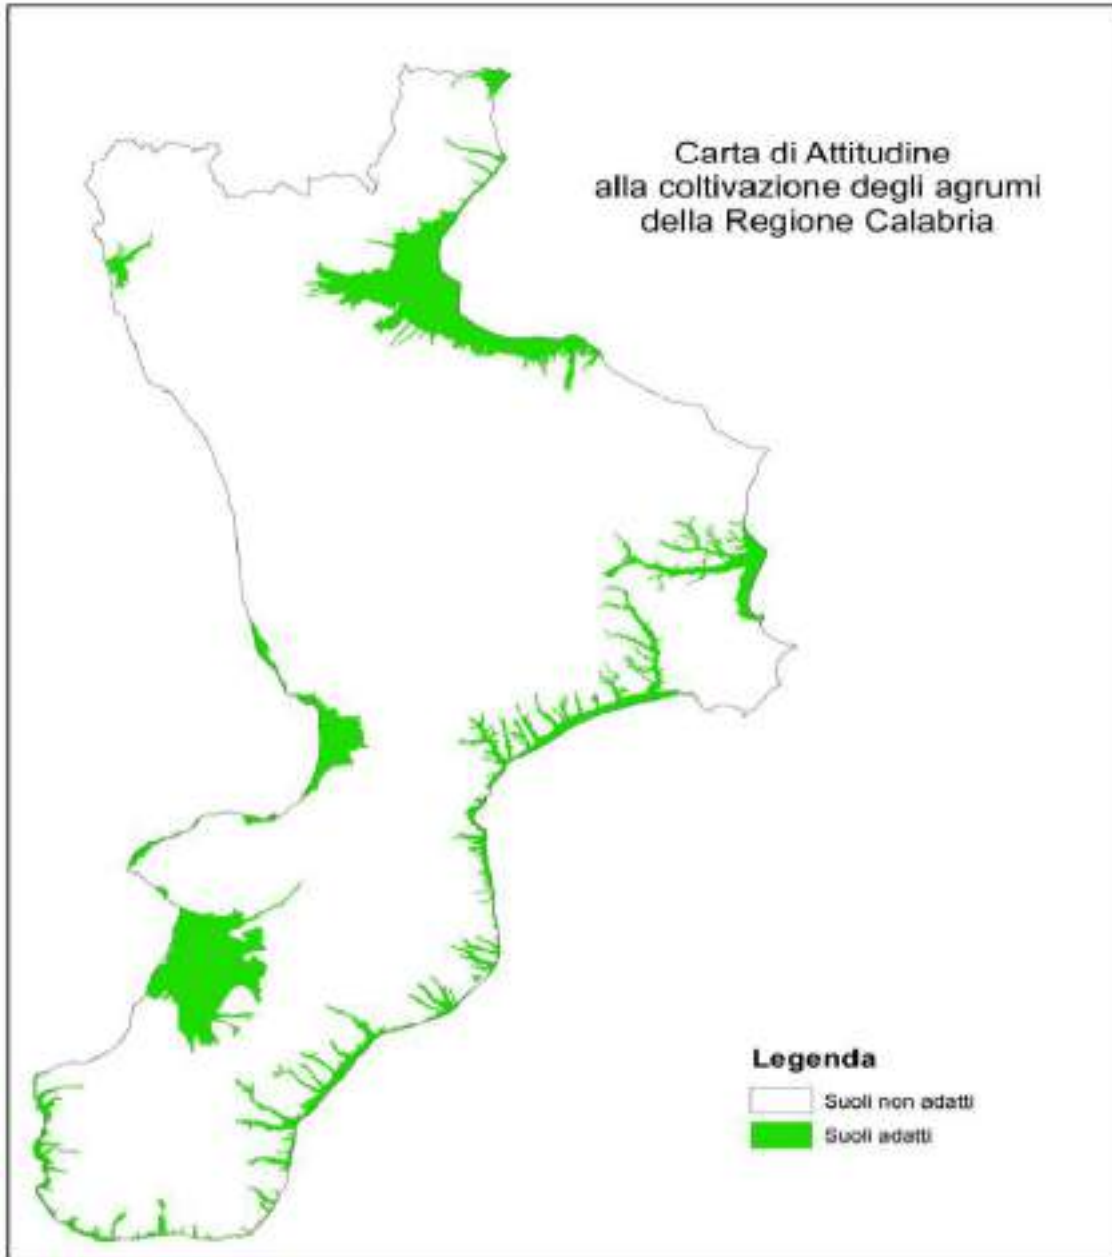 Carta di Attitudine
alla coltivazione degli agrumi
della Regione Calabria
Legenda
Suoli non adatti
Suoli adatti